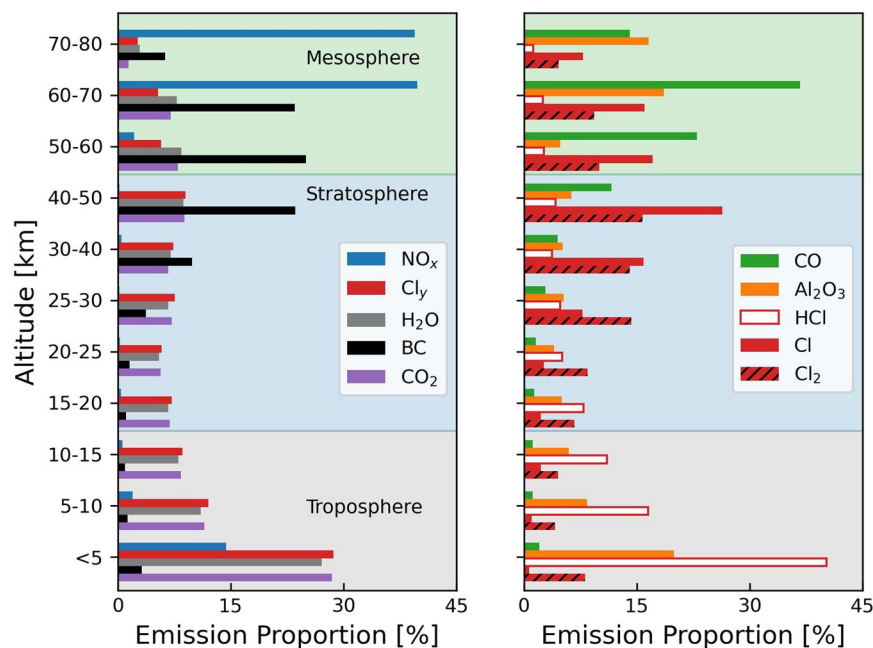 Altitude [km]
70-80
60-70
50-60
40-50
30-40
25-30
20-25
15-20
10-15
5-10
<5
Mesosphere
Stratosphere
Troposphere
NOₓ
Clᵧ
H₂O
BC
CO₂
0 15 30 45
Emission Proportion [%]
CO
Al₂O₃
HCl
Cl
Cl₂
0 15 30 45
Emission Proportion [%]